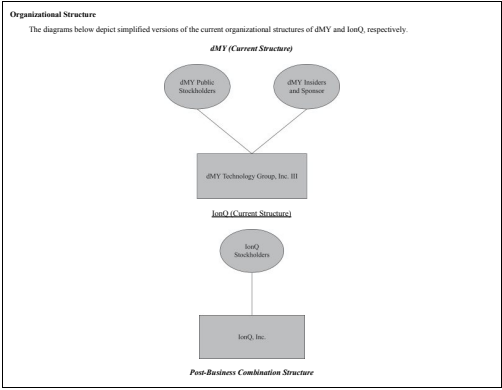 Organizational Structure
The diagrams below depict simplified versions of the current organizational structures of dMY and IonQ, respectively.
dMY (Current Structure)
dMY Public
Stockholders
dMY Insiders
and Sponsor
dMY Technology Group, Inc. III
IonQ (Current Structure)
IonQ
Stockholders
IonQ, Inc.
Post-Business Combination Structure